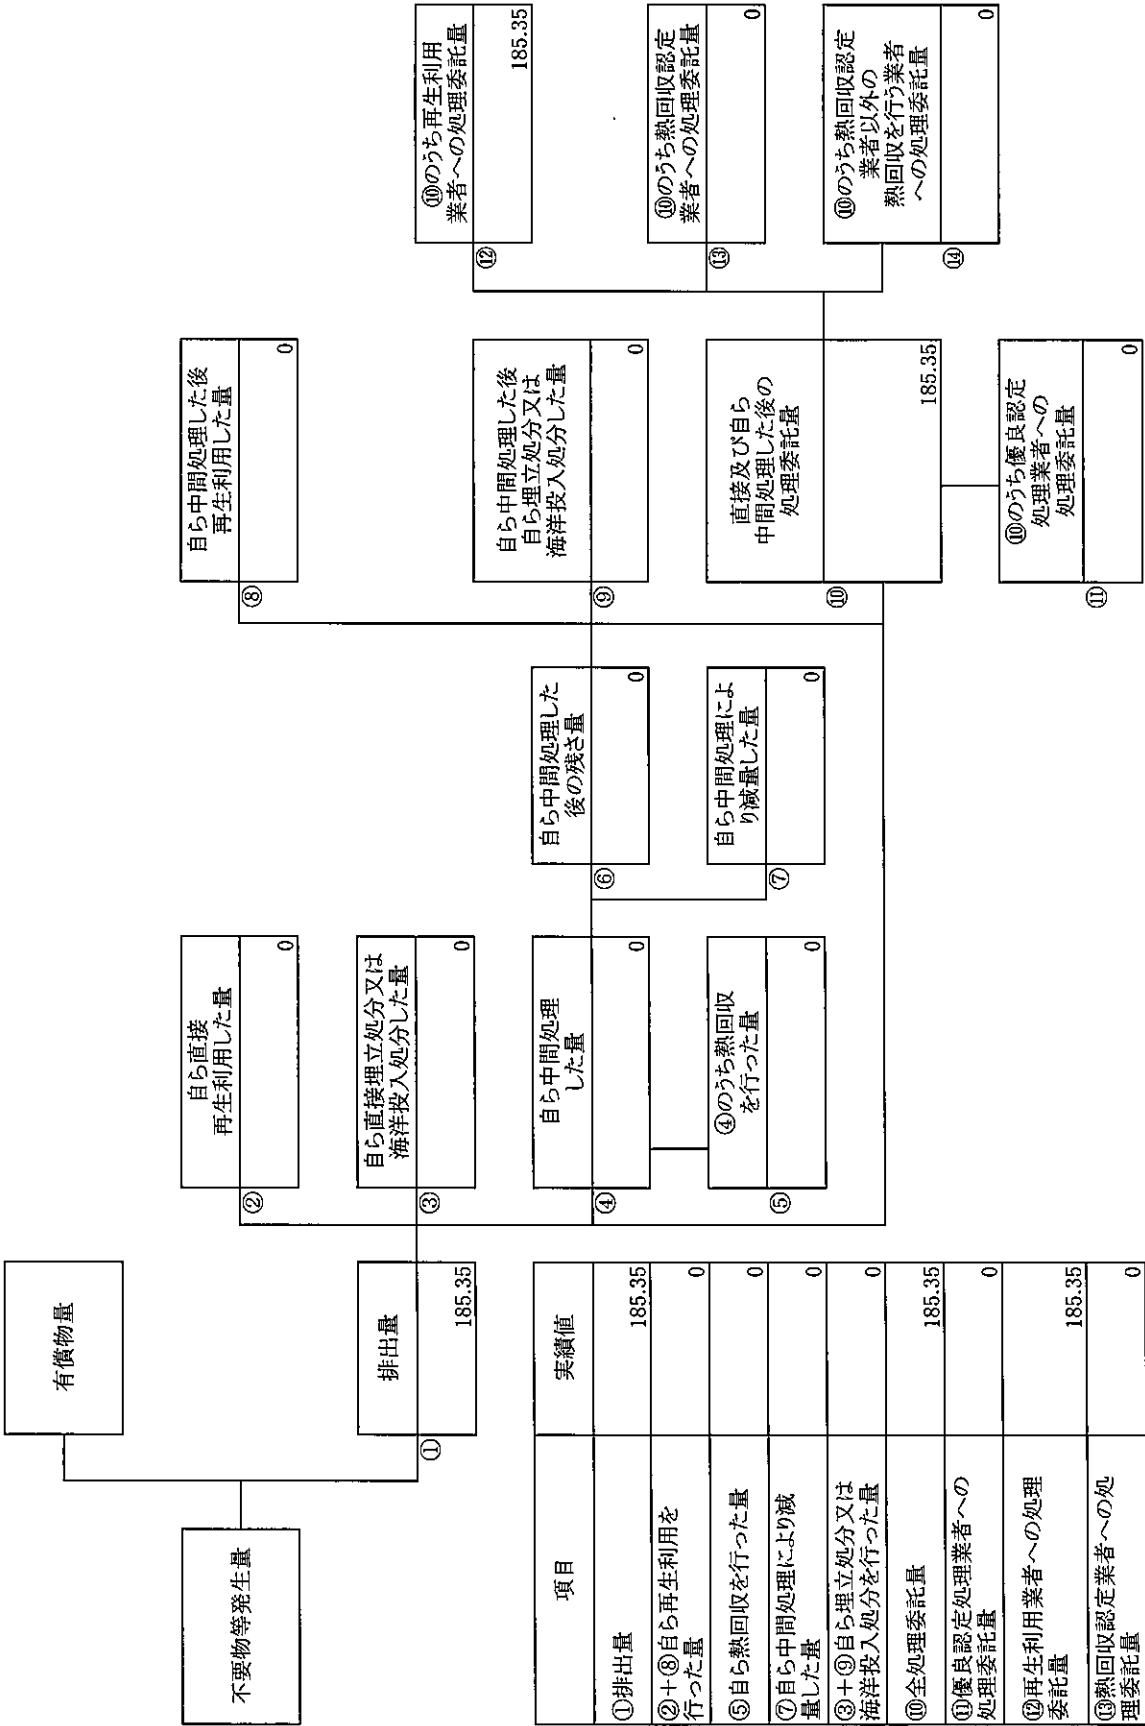 不要物等発生量
有償物量
①
排出量
185.35
②
自ら直接
再生利用した量
0
③
自ら直接埋立処分又は
海洋投入処分した量
0
④
自ら中間処理
した量
0
⑤
④のうち熱回収
を行った量
0
⑥
自ら中間処理した
後の残さ量
0
⑦
自ら中間処理によ
り減量した量
0
⑧
自ら中間処理した後
再生利用した量
0
⑨
自ら中間処理した後
自ら埋立処分又は
海洋投入処分した量
0
⑩
直接及び自ら
中間処理した後の
処理委託量
185.35
⑪
⑩のうち優良認定
処理業者への
処理委託量
0
⑫
⑩のうち再生利用
業者への処理委託量
185.35
⑬
⑩のうち熱回収認定
業者への処理委託量
0
⑭
⑩のうち熱回収認定
業者以外の
熱回収を行う業者
への処理委託量
0
項目 実績値
①排出量 185.35
②+⑧自ら再生利用を
行った量 0
⑤自ら熱回収を行った量 0
⑦自ら中間処理により減
量した量 0
③+⑨自ら埋立処分又は
海洋投入処分を行った量 0
⑩全処理委託量 185.35
⑪優良認定処理業者への
処理委託量 0
⑫再生利用業者への処理
委託量 185.35
⑬熱回収認定業者への処
理委託量 0